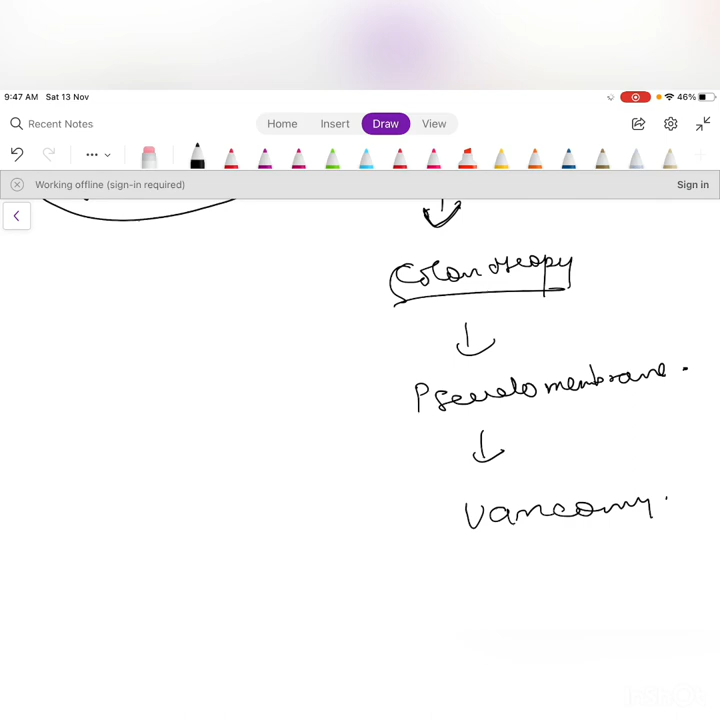 9:47 AM Sat 13 Nov 46%
Recent Notes Home Insert Draw View
Working offline (sign-in required) Sign in
Colonoscopy
↓
Pseudomembrane.
↓
Vancomy.